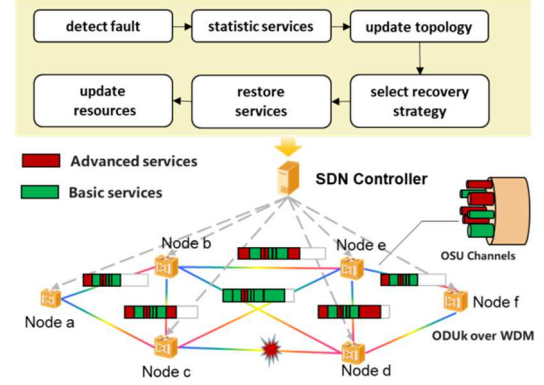 detect fault
statistic services
update topology
update
resources
restore
services
select recovery
strategy
Advanced services
Basic services
SDN Controller
OSU Channels
Node b
Node e
Node a
Node f
ODUk over WDM
Node c
Node d